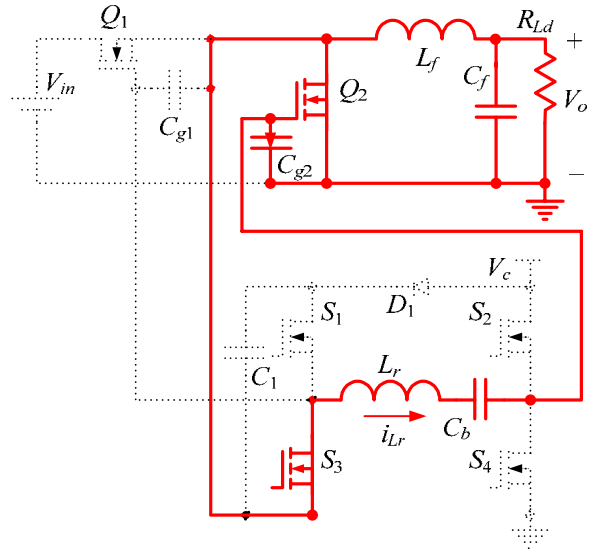 Q1
RLd
+
Vin
Lf
Cf
Q2
Vo
Cg1
Cg2
−
Vc
D1
S1
S2
C1
Lr
iLr
Cb
S3
S4